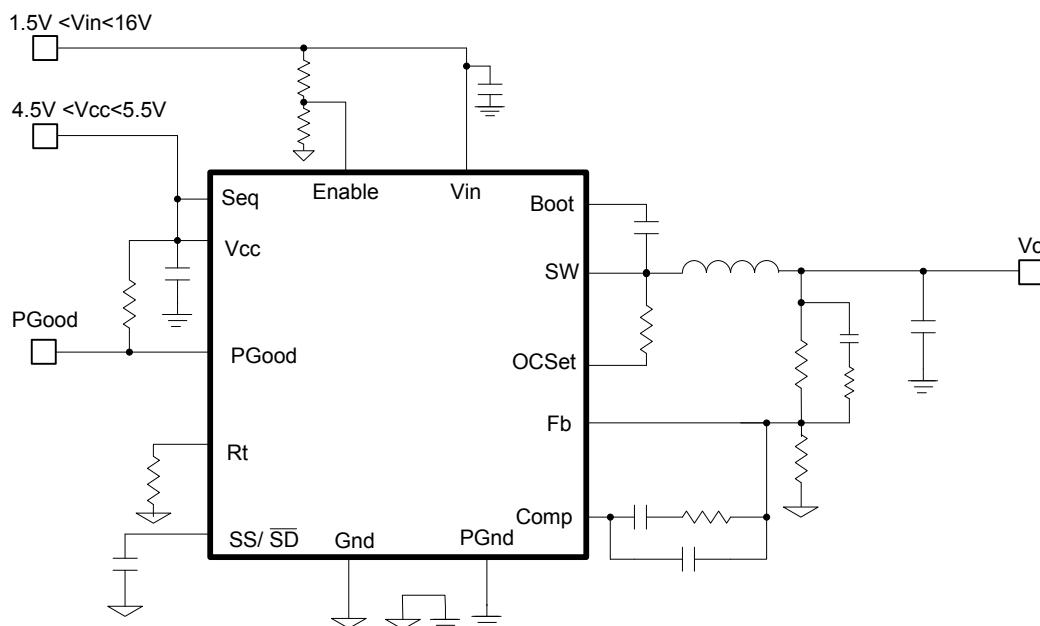 1.5V <Vin<16V
4.5V <Vcc<5.5V
Seq
Enable
Vin
Boot
Vcc
SW
Vo
PGood
PGood
OCSet
Fb
Rt
Comp
SS/ SD
Gnd
PGnd